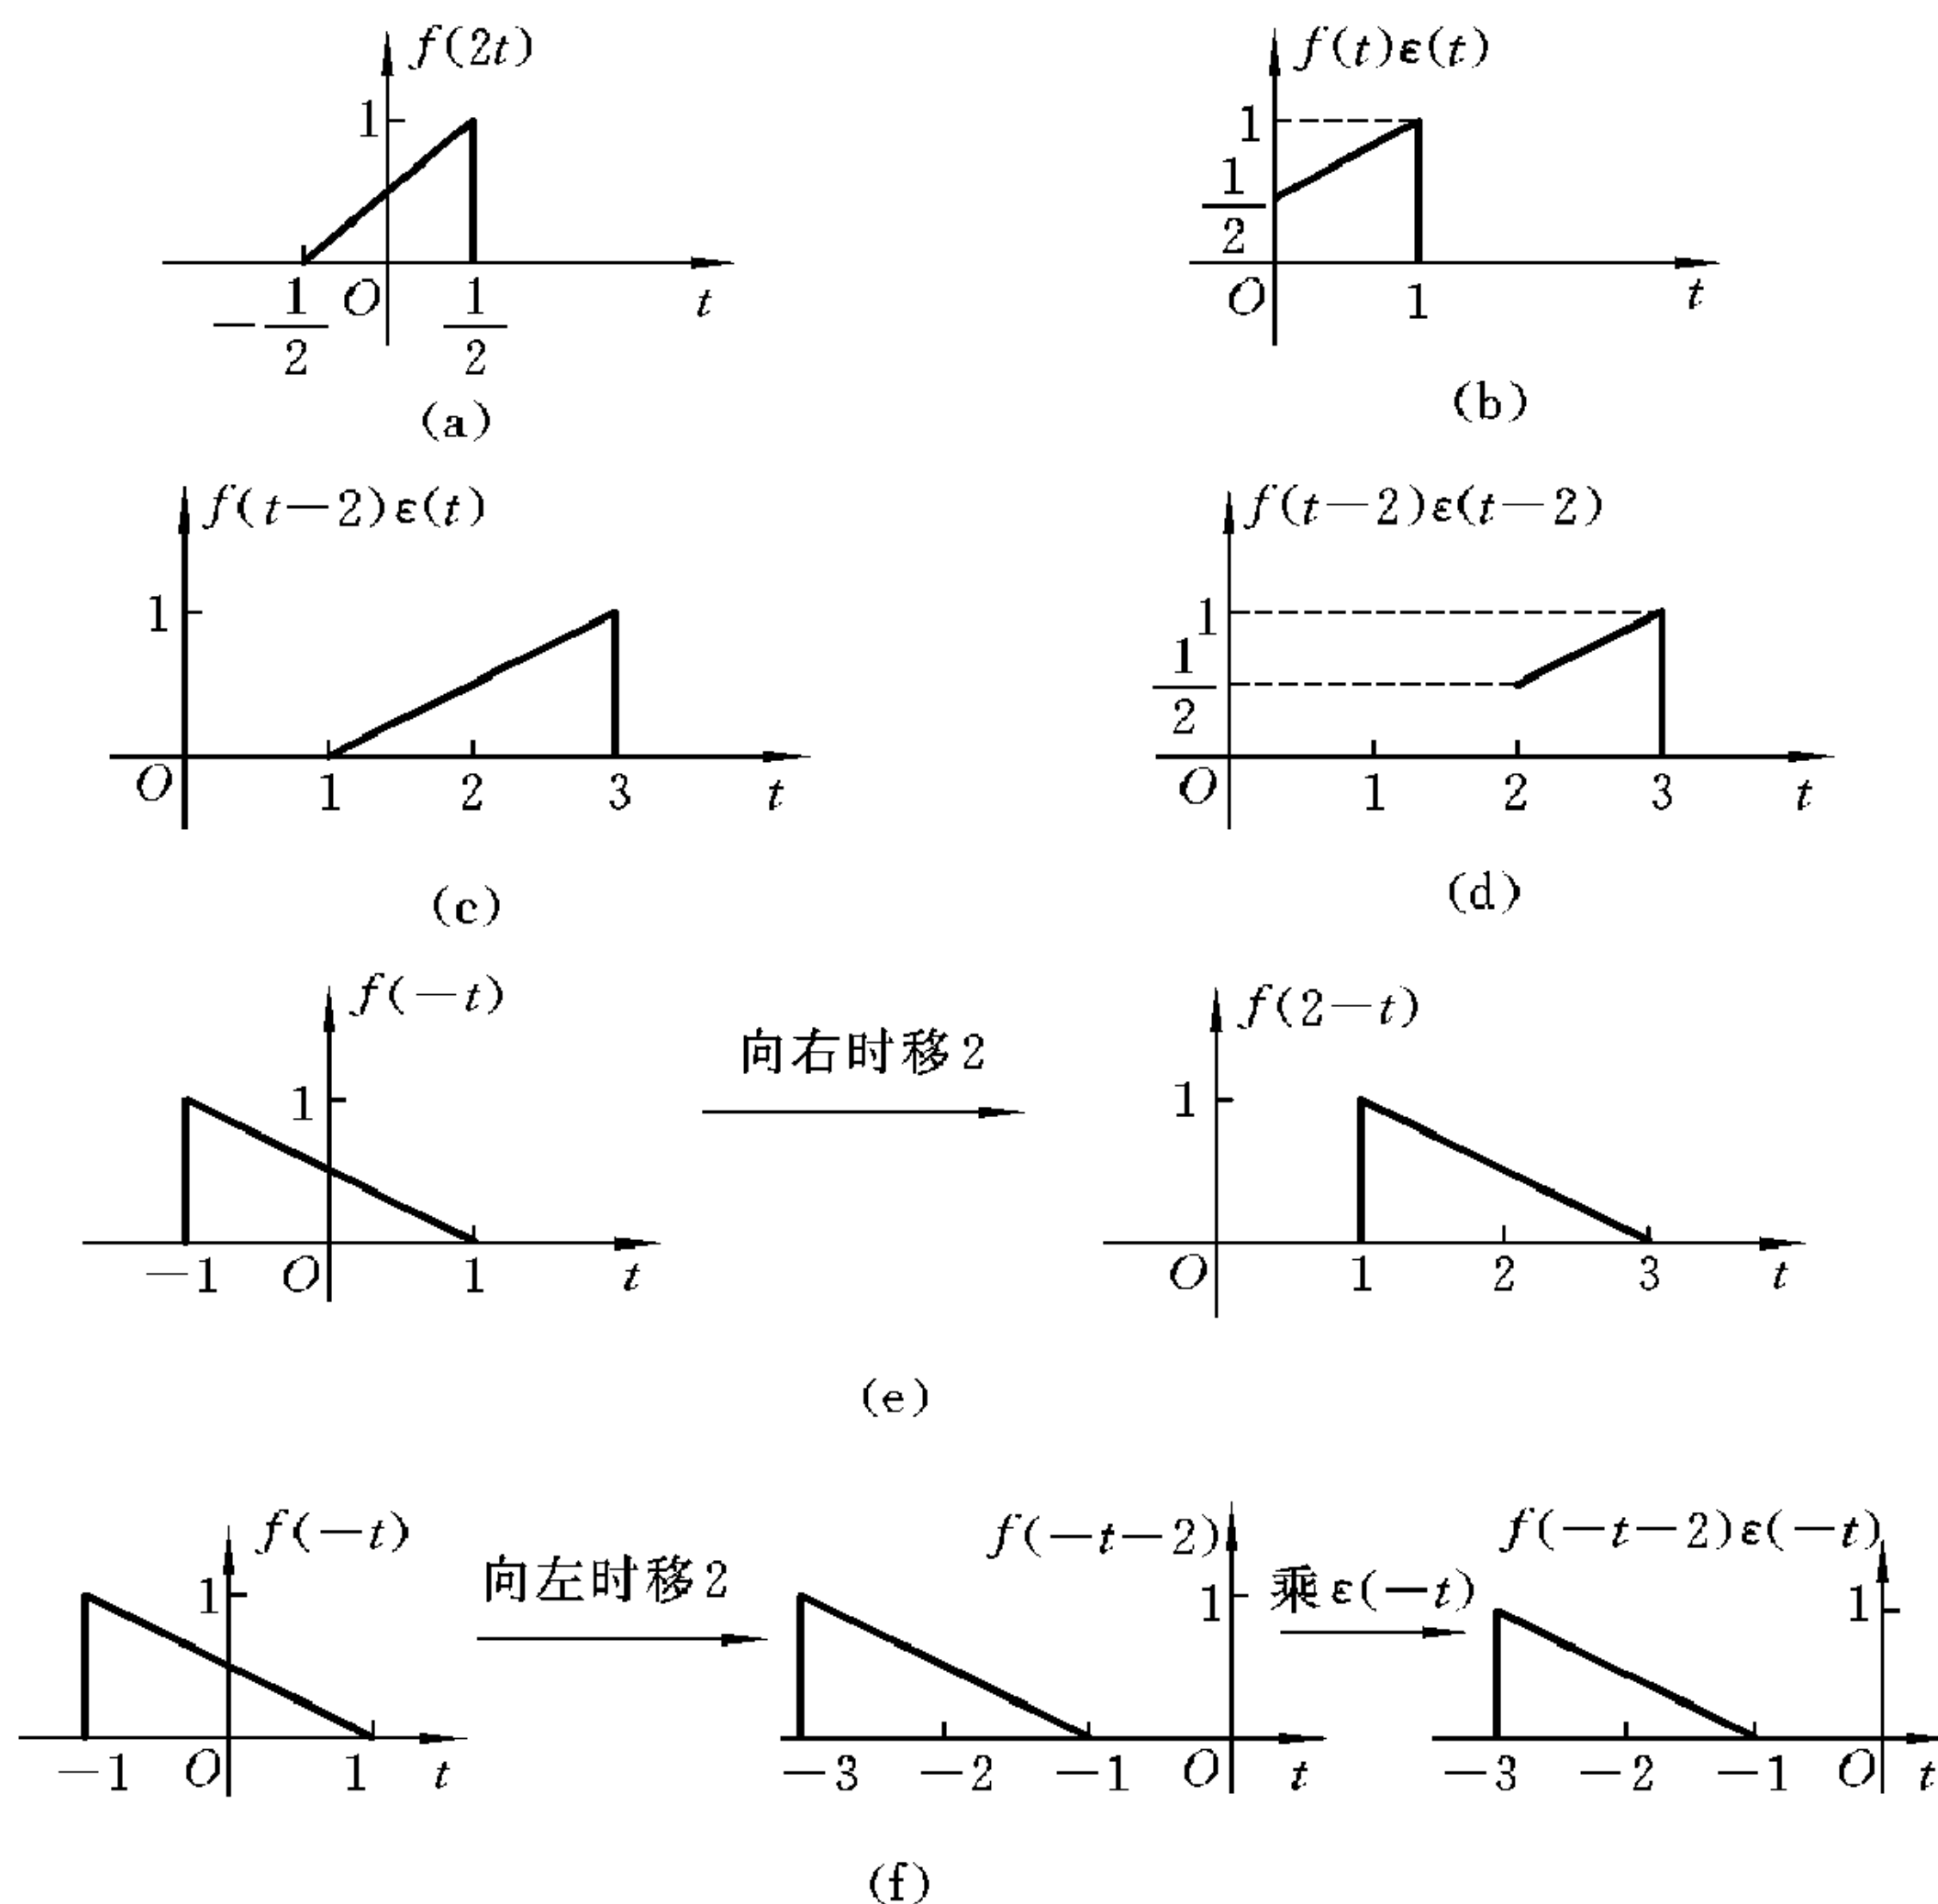 f(2t)
1
-1/2 O 1/2 t
(a)
f(t)ε(t)
1
1/2
O 1 t
(b)
f(t-2)ε(t)
1
O 1 2 3 t
(c)
f(t-2)ε(t-2)
1
1/2
O 1 2 3 t
(d)
f(-t)
1
-1 O 1 t
向右时移2
f(2-t)
1
O 1 2 3 t
(e)
f(-t)
1
-1 O 1 t
向左时移2
f(-t-2)
1
-3 -2 -1 O t
乘ε(-t)
f(-t-2)ε(-t)
1
-3 -2 -1 O t
(f)